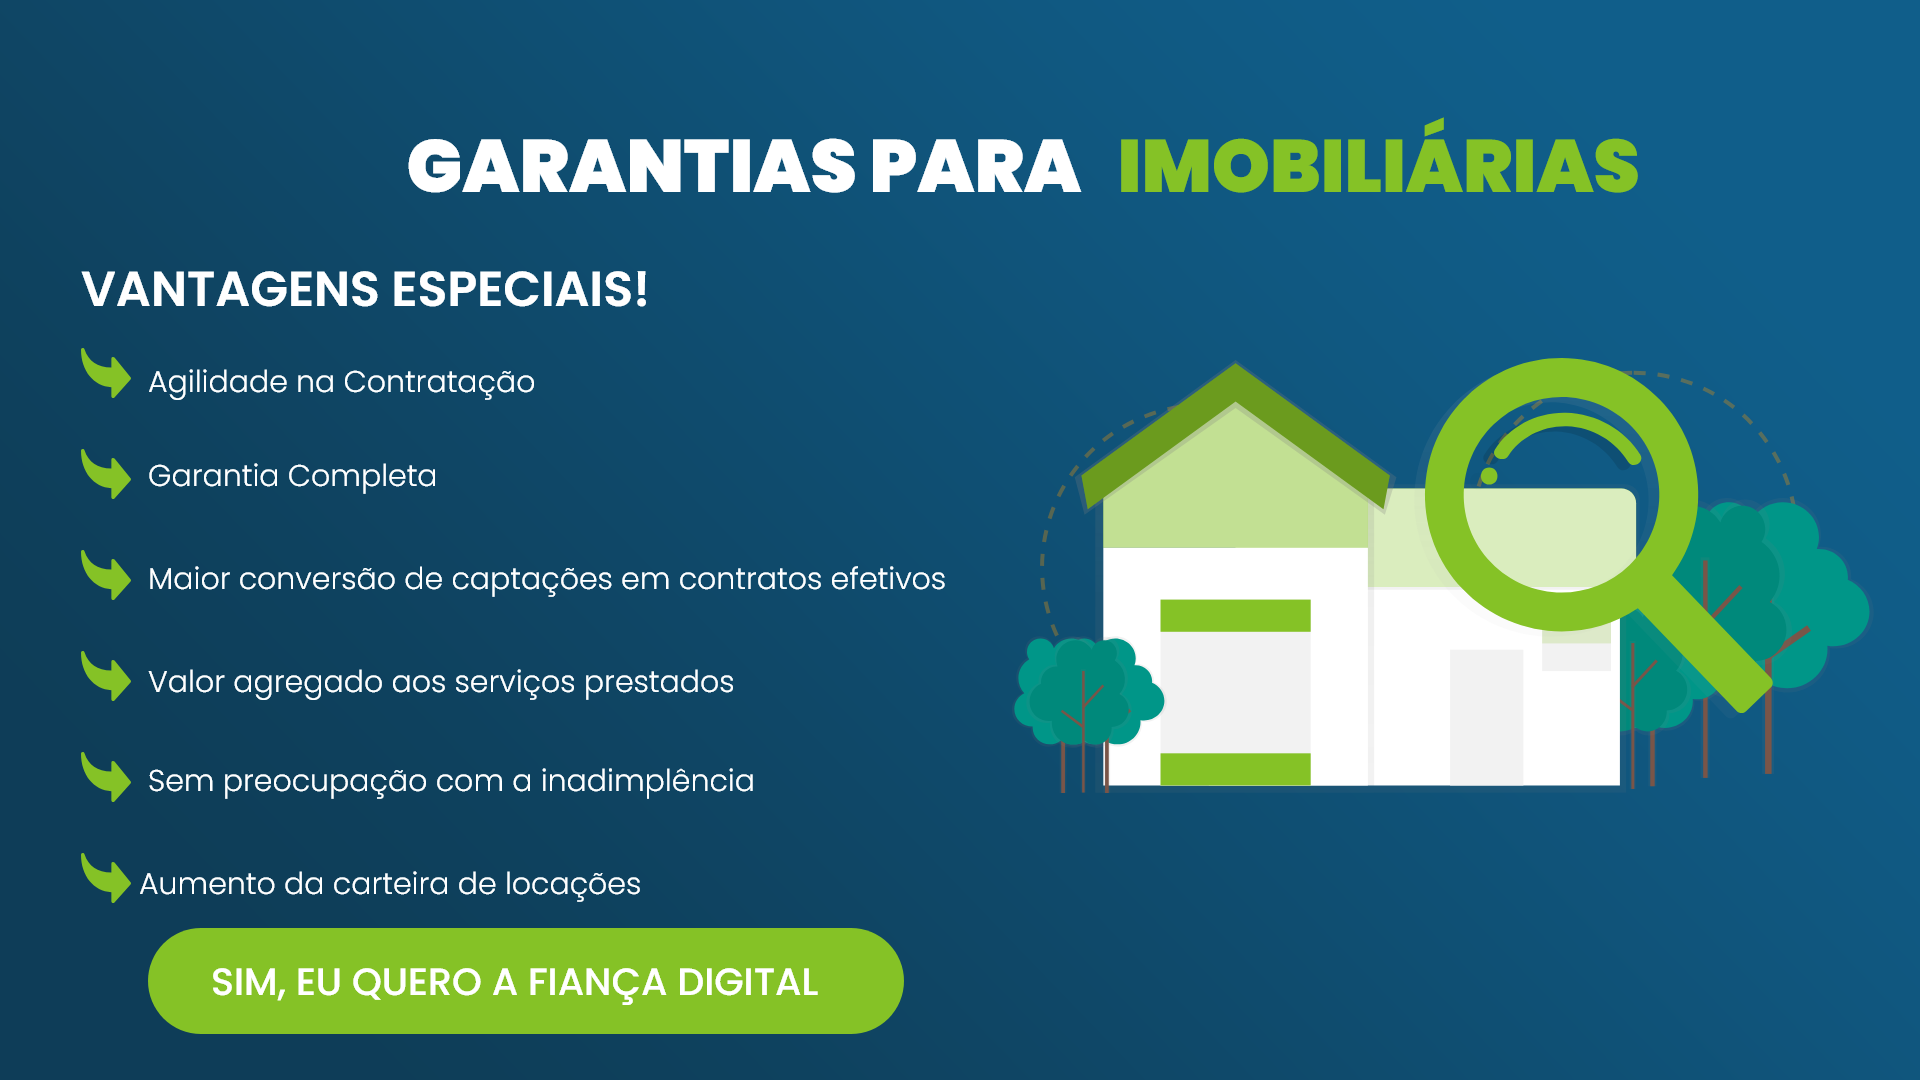 GARANTIAS PARA IMOBILIÁRIAS
VANTAGENS ESPECIAIS!
Agilidade na Contratação
Garantia Completa
Maior conversão de captações em contratos efetivos
Valor agregado aos serviços prestados
Sem preocupação com a inadimplência
Aumento da carteira de locações
SIM, EU QUERO A FIANÇA DIGITAL